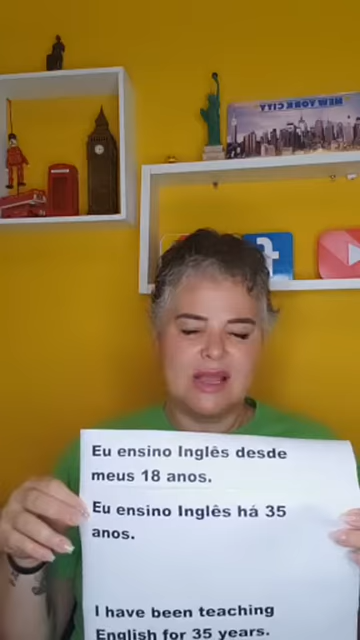 NEW YORK CITY
f
Eu ensino Inglês desde
meus 18 anos.
Eu ensino Inglês há 35
anos.
I have been teaching
English for 35 years.